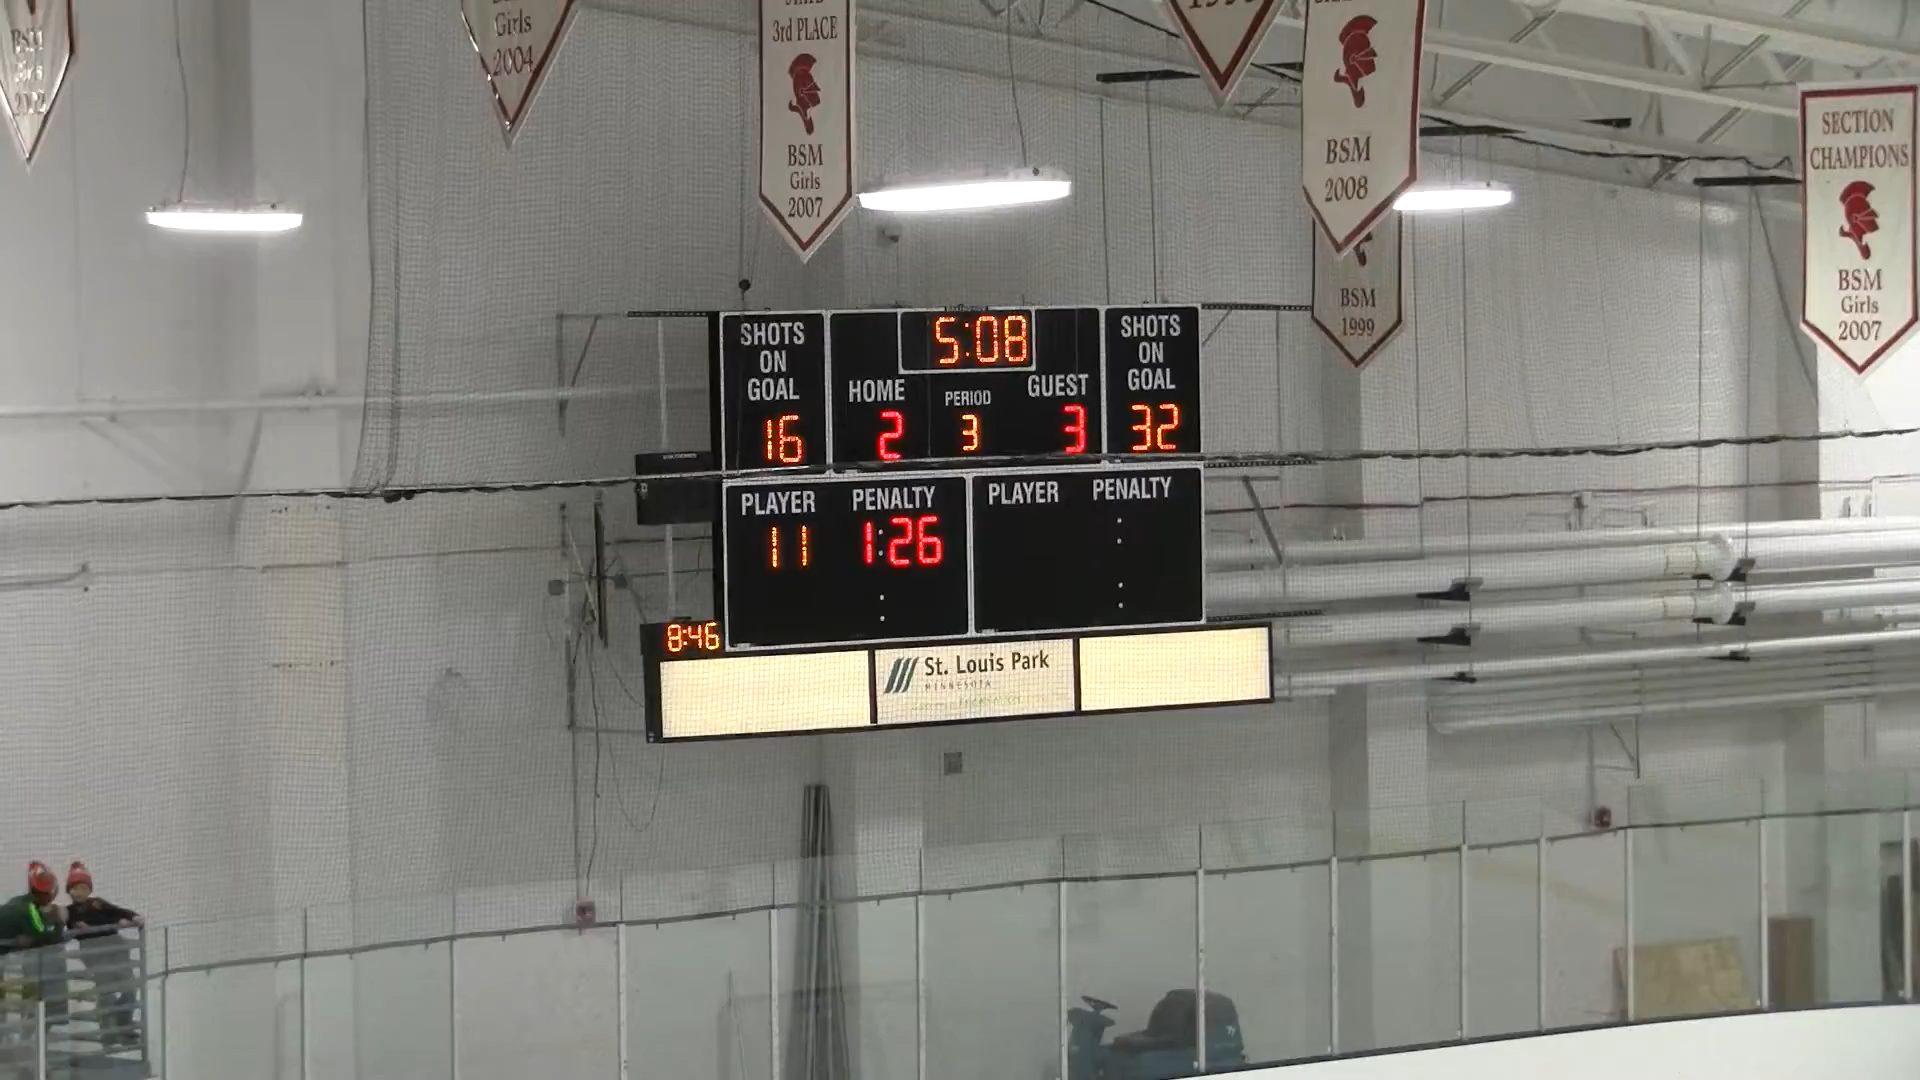 BSM
Girls
2004
3rd PLACE
BSM
Girls
2007
BSM
2008
BSM
1999
SECTION
CHAMPIONS
BSM
Girls
2007
SHOTS
ON
GOAL
16
5:08
HOME
PERIOD
GUEST
2
3
3
SHOTS
ON
GOAL
32
PLAYER PENALTY
11 1:26
PLAYER PENALTY
8:46
St. Louis Park
MINNESOTA